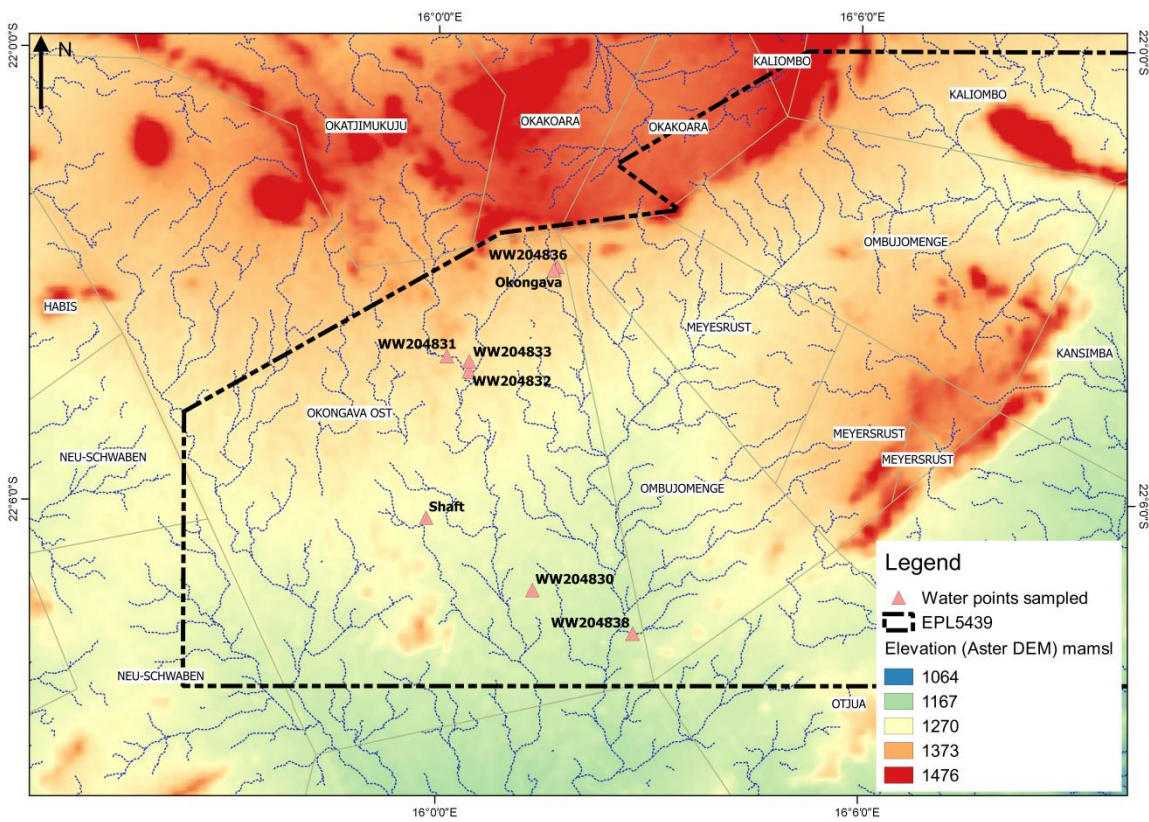 16°0'0"E
16°6'0"E
22°0'0"S
22°0'0"S
N
KALIOMBO
KALIOMBO
OKATJIMUKUJU
OKAKOARA
OKAKOARA
OMBUJOMENGE
WW204836
Okongava
HABIS
MEYESRUST
WW204831
WW204833
KANSIMBA
WW204832
OKONGAVA OST
MEYERSRUST
NEU-SCHWABEN
MEYERSRUST
OMBUJOMENGE
22°6'0"S
22°6'0"S
Shaft
WW204830
WW204838
NEU-SCHWABEN
OTJUA
Legend
Water points sampled
EPL5439
Elevation (Aster DEM) mamsl
1064
1167
1270
1373
1476
16°0'0"E
16°6'0"E